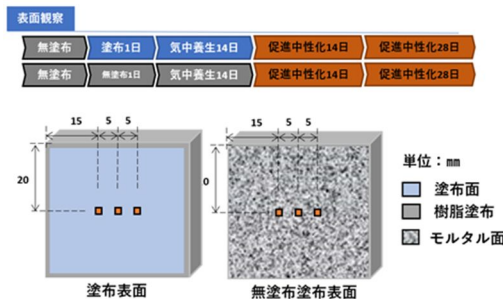 表面観察
無塗布 塗布1日 気中養生14日 促進中性化14日 促進中性化28日
無塗布 無塗布1日 気中養生14日 促進中性化14日 促進中性化28日
15 5 5 15 5 5
20 0
単位：㎜
塗布面
樹脂塗布
モルタル面
塗布表面 無塗布塗布表面